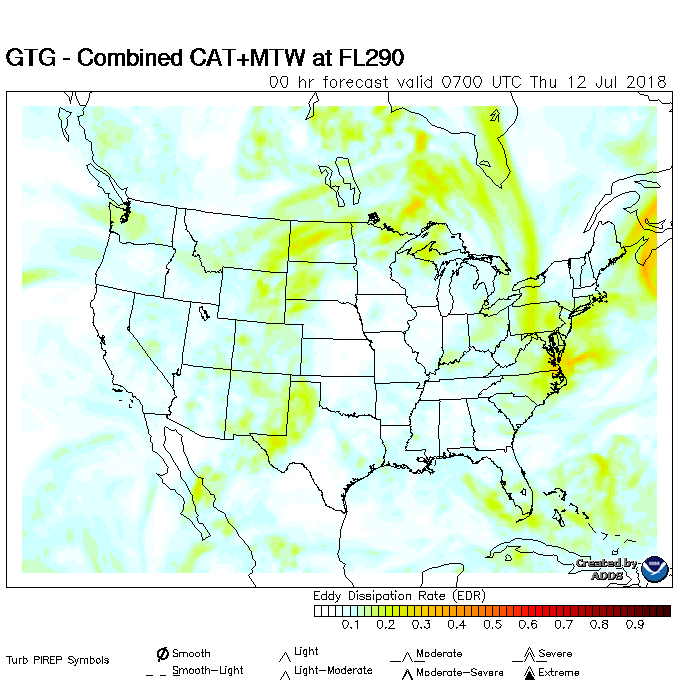 GTG - Combined CAT+MTW at FL290
00 hr forecast valid 0700 UTC Thu 12 Jul 2018
Created by
ADDS
Eddy Dissipation Rate (EDR)
0.1 0.2 0.3 0.4 0.5 0.6 0.7 0.8 0.9
Turb PIREP Symbols
Smooth Light Moderate Severe
Smooth-Light Light-Moderate Moderate-Severe Extreme